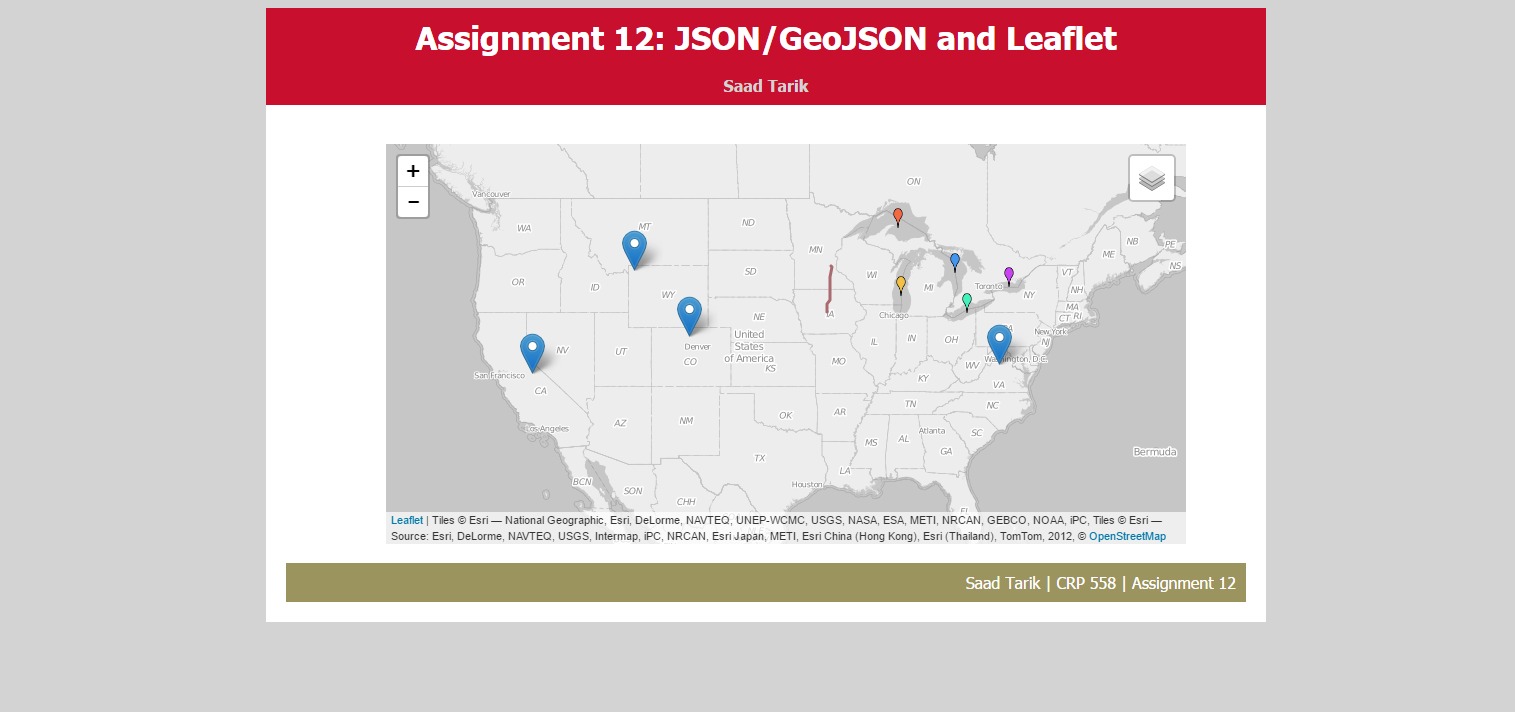 Assignment 12: JSON/GeoJSON and Leaflet
Saad Tarik
+
−
Vancouver
ON
WA
MT
ND
MN
NB
PE
ME
NS
OR
ID
SD
WI
MI
Toronto
VT
NH
NY
WY
NE
IA
Chicago
MA
CT RI
New York
NJ
United
States
of America
Denver
CO
KS
NV
UT
IL
IN
OH
MO
WV
Washington, D.C.
San Francisco
CA
KY
VA
AZ
NM
OK
AR
TN
NC
Los Angeles
MS
AL
Atlanta
SC
GA
TX
LA
Bermuda
BCN
SON
CHH
Houston
FL
Leaflet | Tiles © Esri — National Geographic, Esri, DeLorme, NAVTEQ, UNEP-WCMC, USGS, NASA, ESA, METI, NRCAN, GEBCO, NOAA, iPC, Tiles © Esri —
Source: Esri, DeLorme, NAVTEQ, USGS, Intermap, iPC, NRCAN, Esri Japan, METI, Esri China (Hong Kong), Esri (Thailand), TomTom, 2012, © OpenStreetMap
Saad Tarik | CRP 558 | Assignment 12